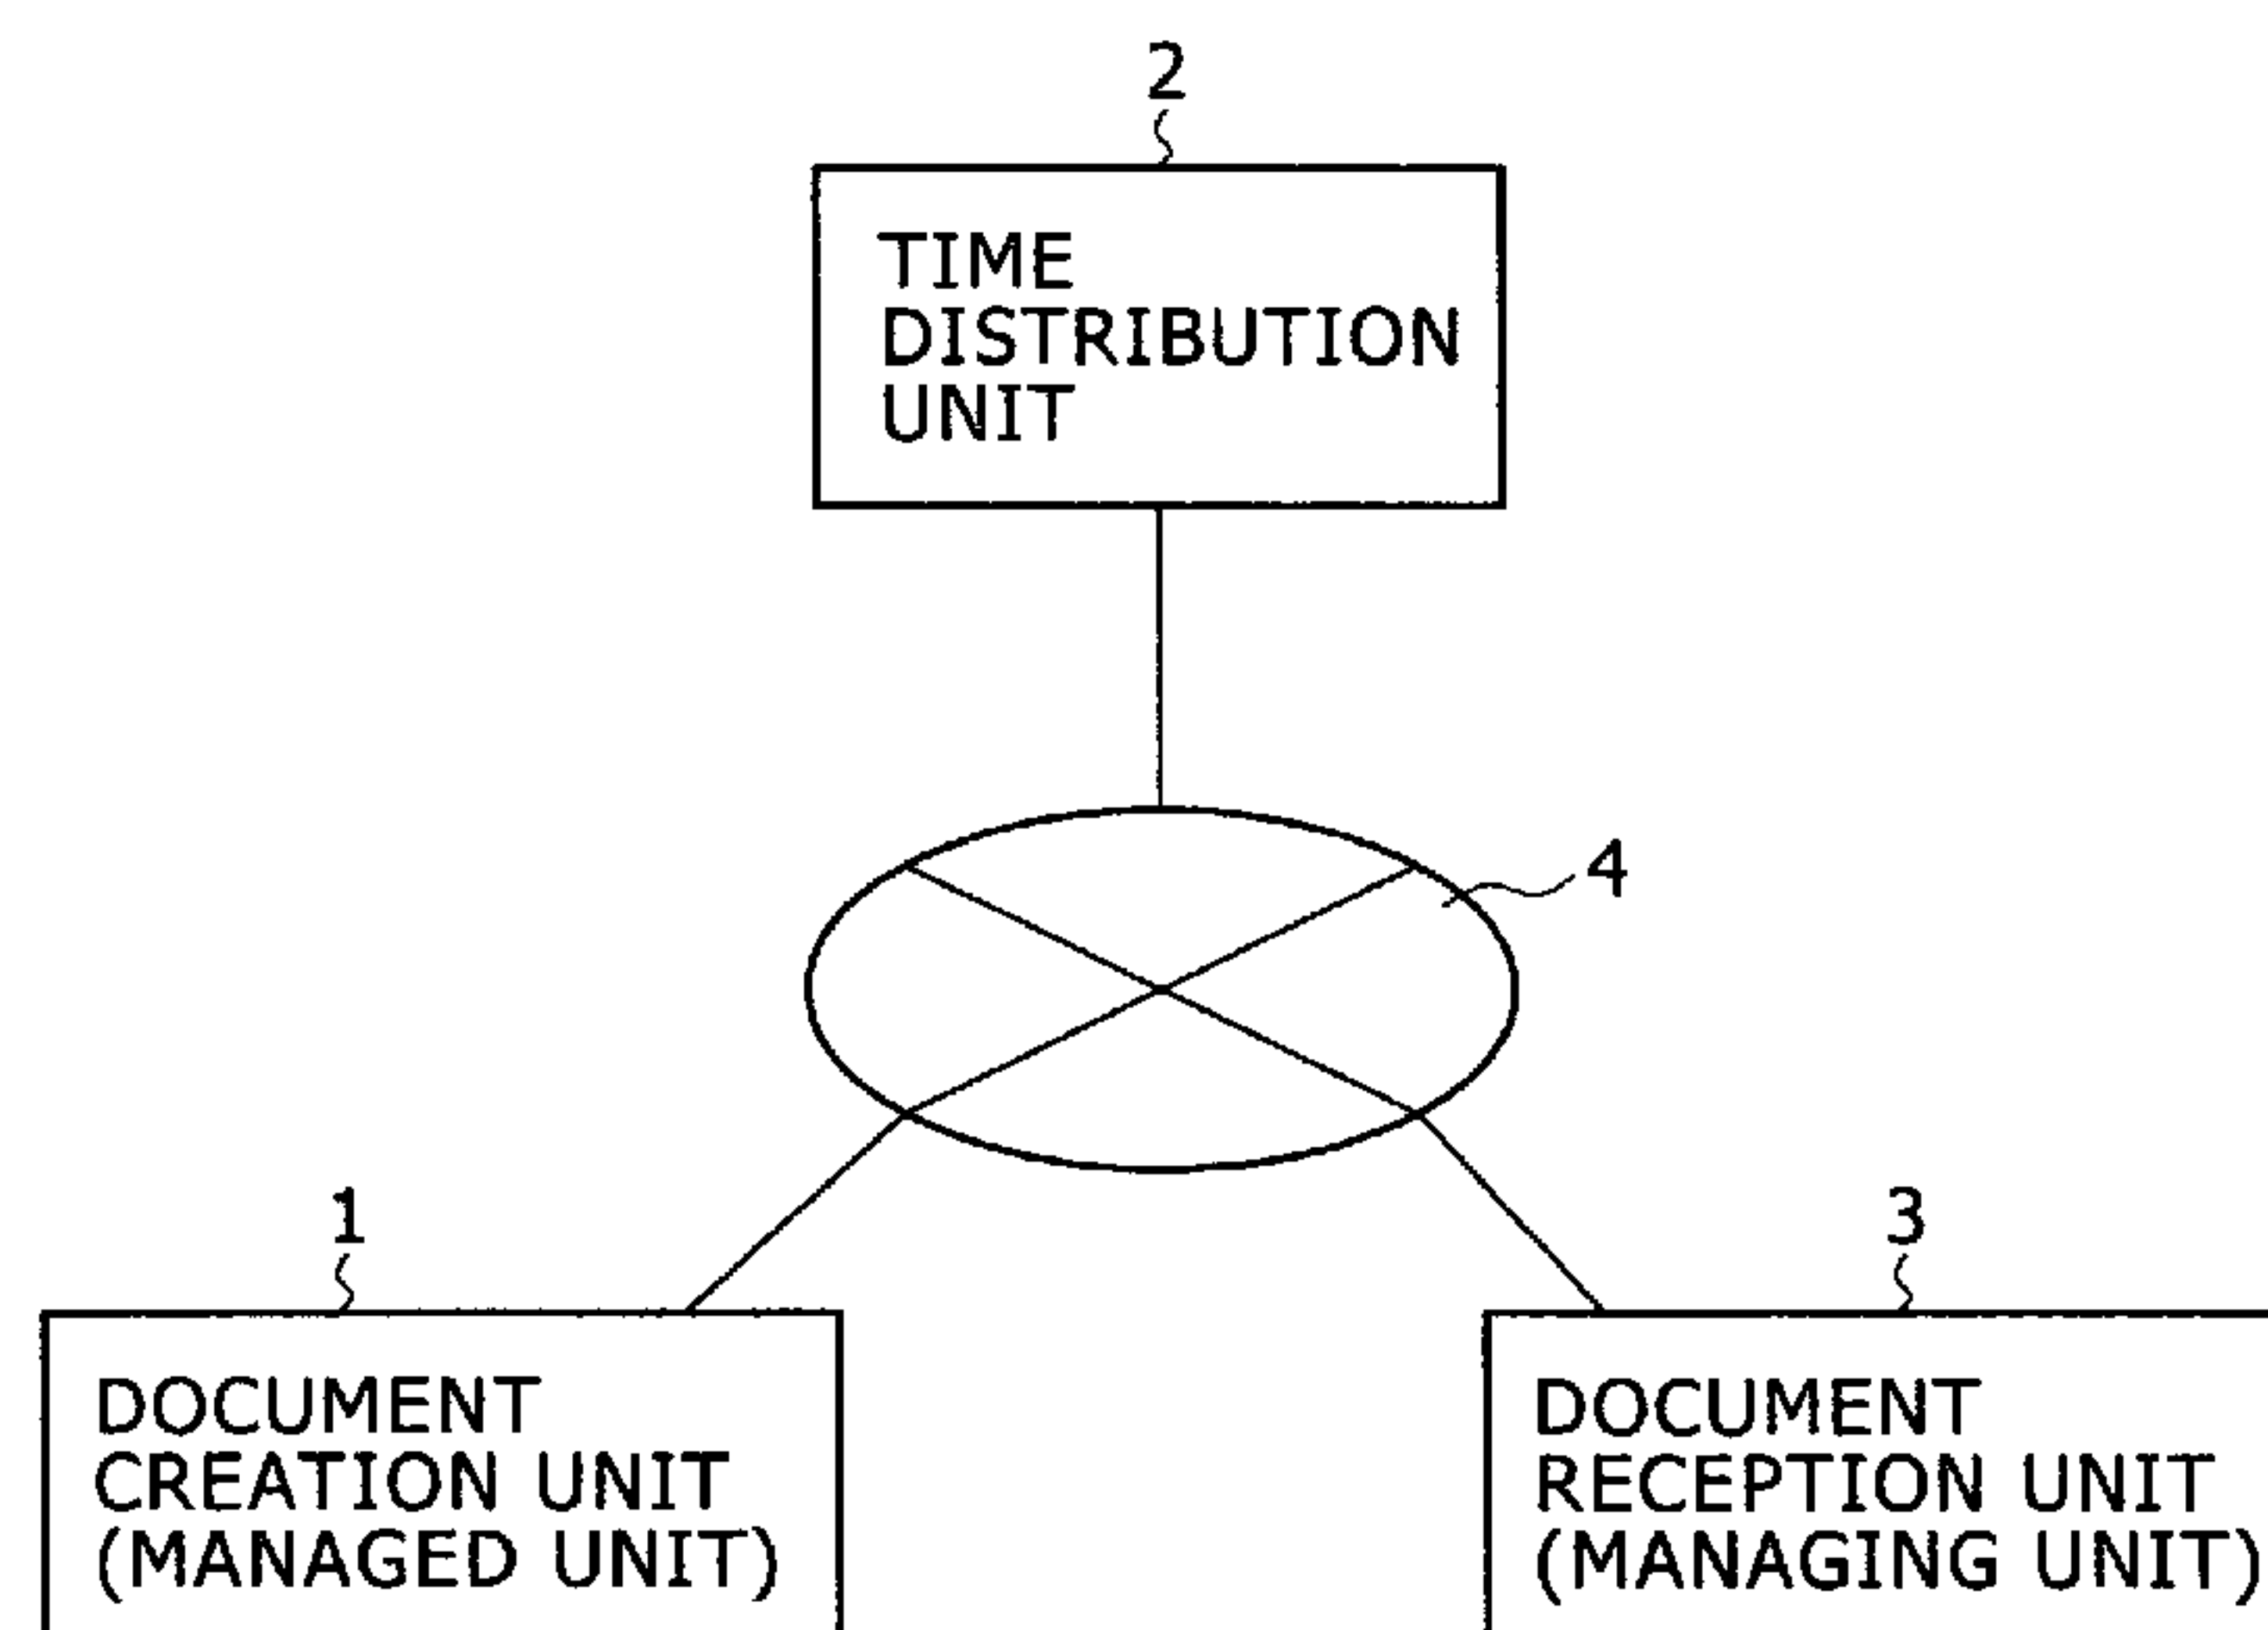 2
TIME
DISTRIBUTION
UNIT
4
1
3
DOCUMENT
CREATION UNIT
(MANAGED UNIT)
DOCUMENT
RECEPTION UNIT
(MANAGING UNIT)